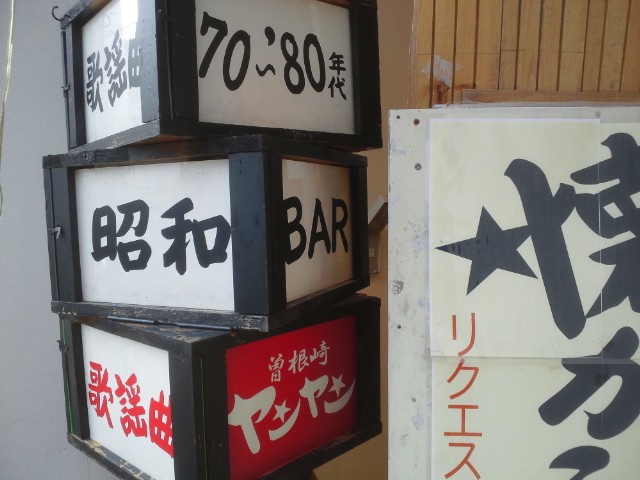 歌謡曲
70〜'80年代
昭和
BAR
歌謡曲
曽根崎
ヤンヤン
★懐か
リクエス